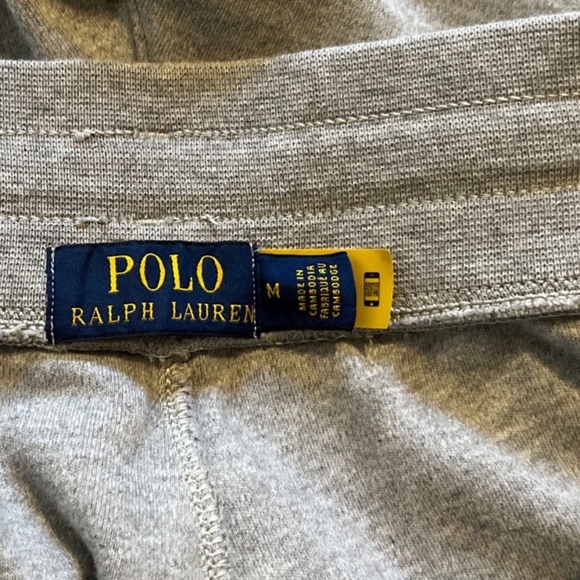 POLO
RALPH LAUREN
M
MADE IN
CAMBODIA
FABRIQUÉ AU
CAMBODGE